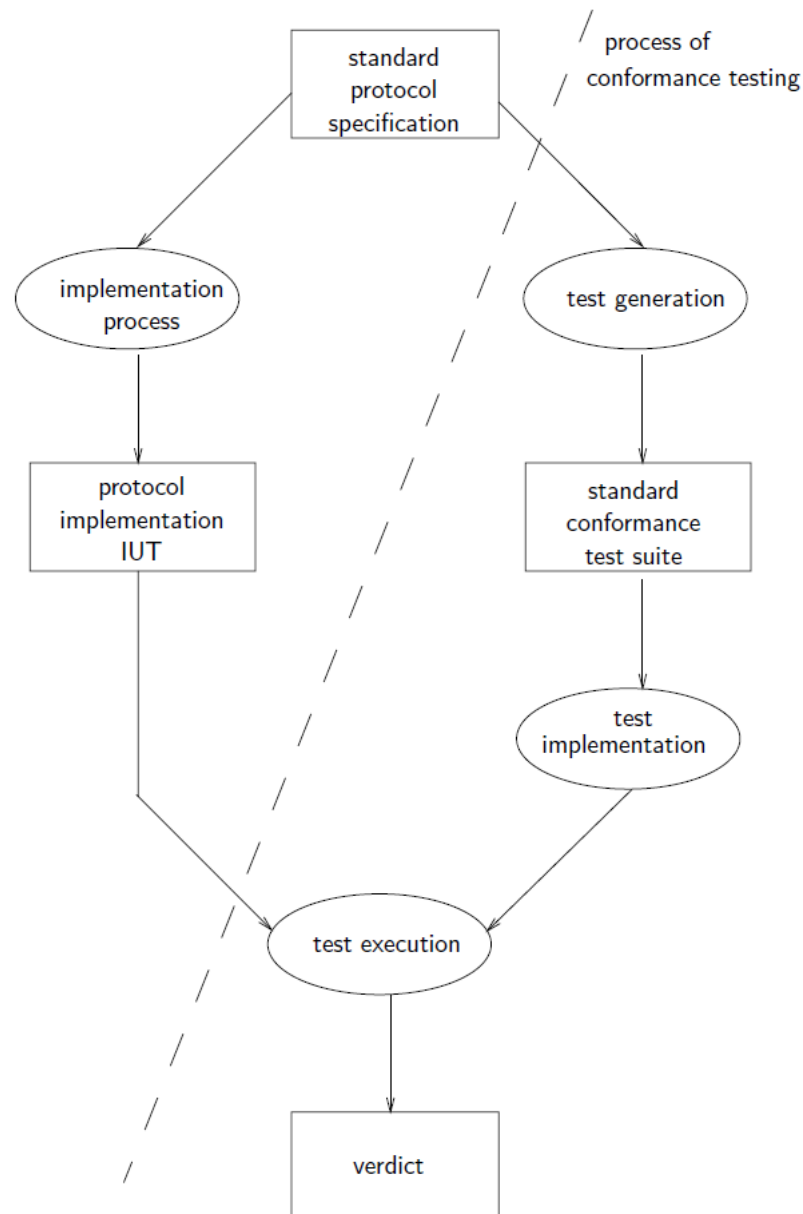 standard
protocol
specification
process of
conformance testing
implementation
process
test generation
protocol
implementation
IUT
standard
conformance
test suite
test
implementation
test execution
verdict